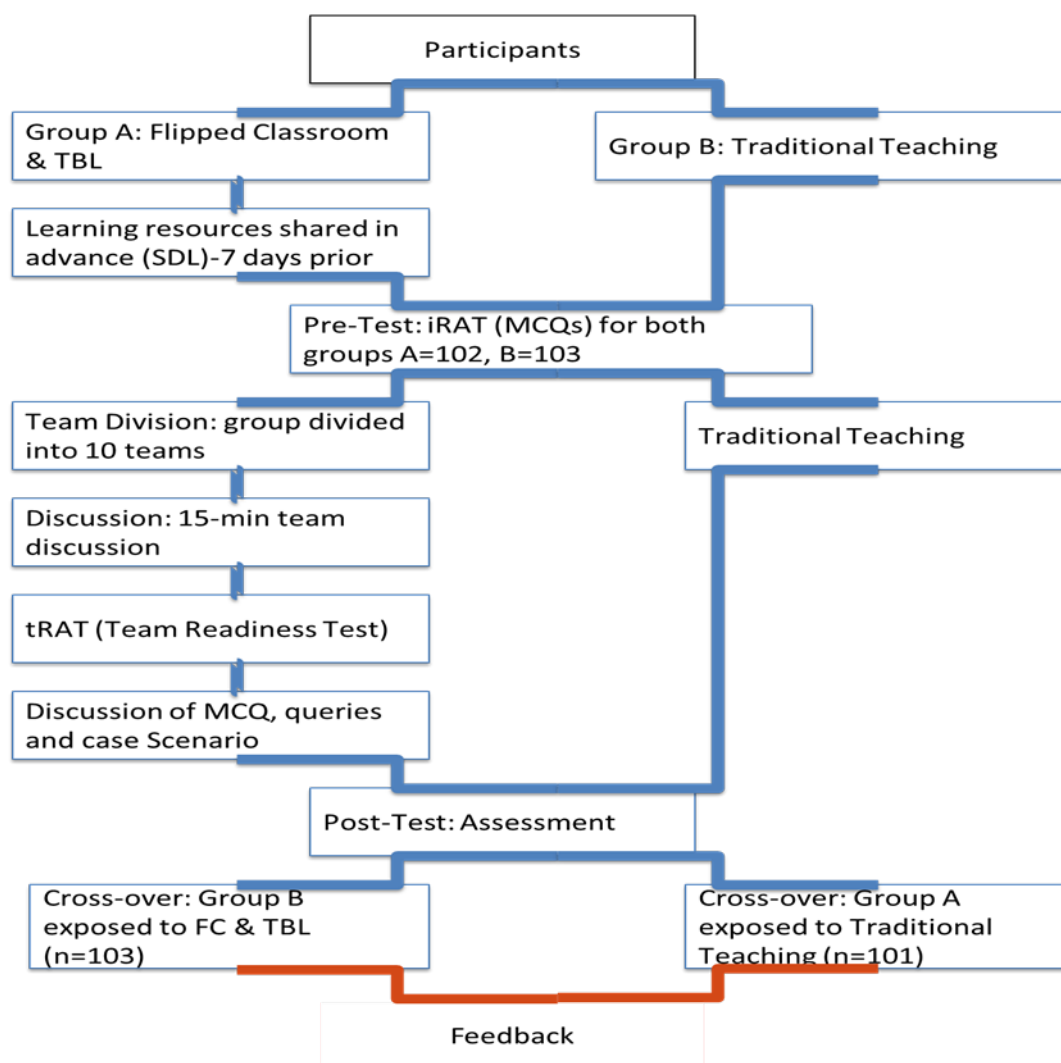 Participants
Group A: Flipped Classroom
& TBL
Group B: Traditional Teaching
Learning resources shared in
advance (SDL)-7 days prior
Pre-Test: iRAT (MCQs) for both
groups A=102, B=103
Team Division: group divided
into 10 teams
Traditional Teaching
Discussion: 15-min team
discussion
tRAT (Team Readiness Test)
Discussion of MCQ, queries
and case Scenario
Post-Test: Assessment
Cross-over: Group B
exposed to FC & TBL
(n=103)
Cross-over: Group A
exposed to Traditional
Teaching (n=101)
Feedback